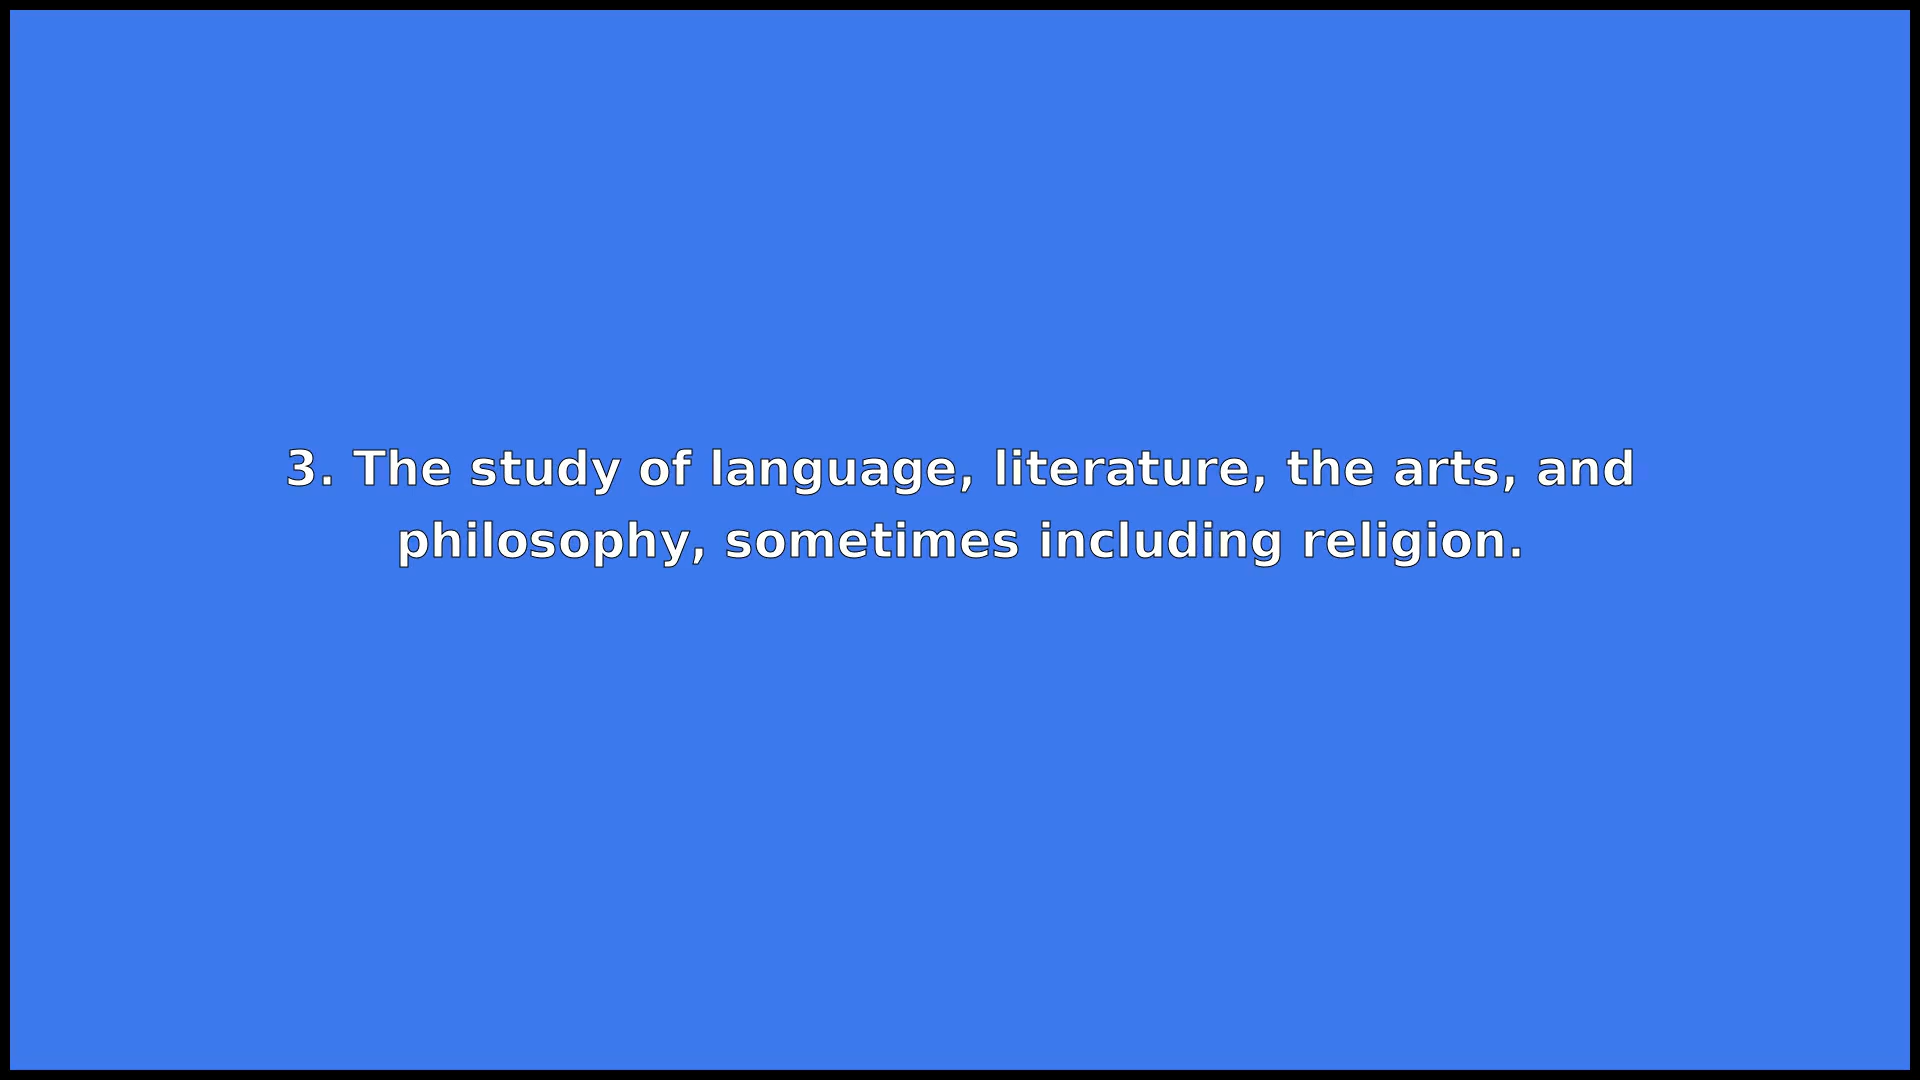 3. The study of language, literature, the arts, and
philosophy, sometimes including religion.